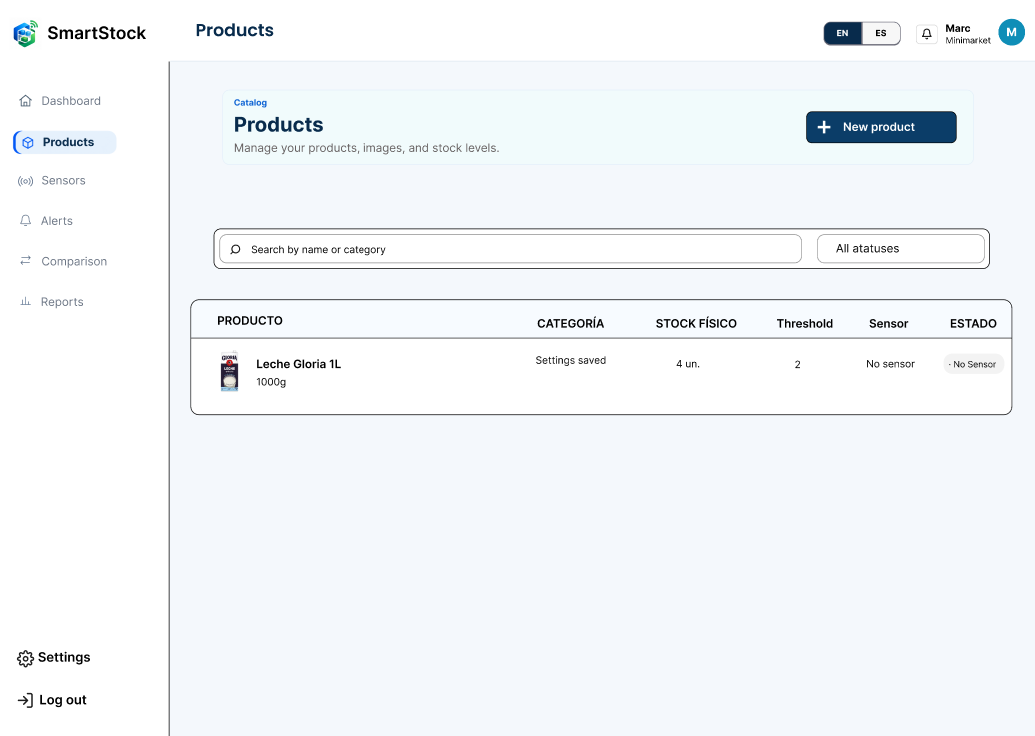 SmartStock
Products
EN ES
Marc
Minimarket
M
Dashboard
Products
Sensors
Alerts
Comparison
Reports
Settings
Log out
Catalog
Products
Manage your products, images, and stock levels.
New product
Search by name or category
All atatuses
PRODUCTO CATEGORÍA STOCK FÍSICO Threshold Sensor ESTADO
GLORIA
LECHE
Leche Gloria 1L
1000g
Settings saved
4 un.
2
No sensor
· No Sensor